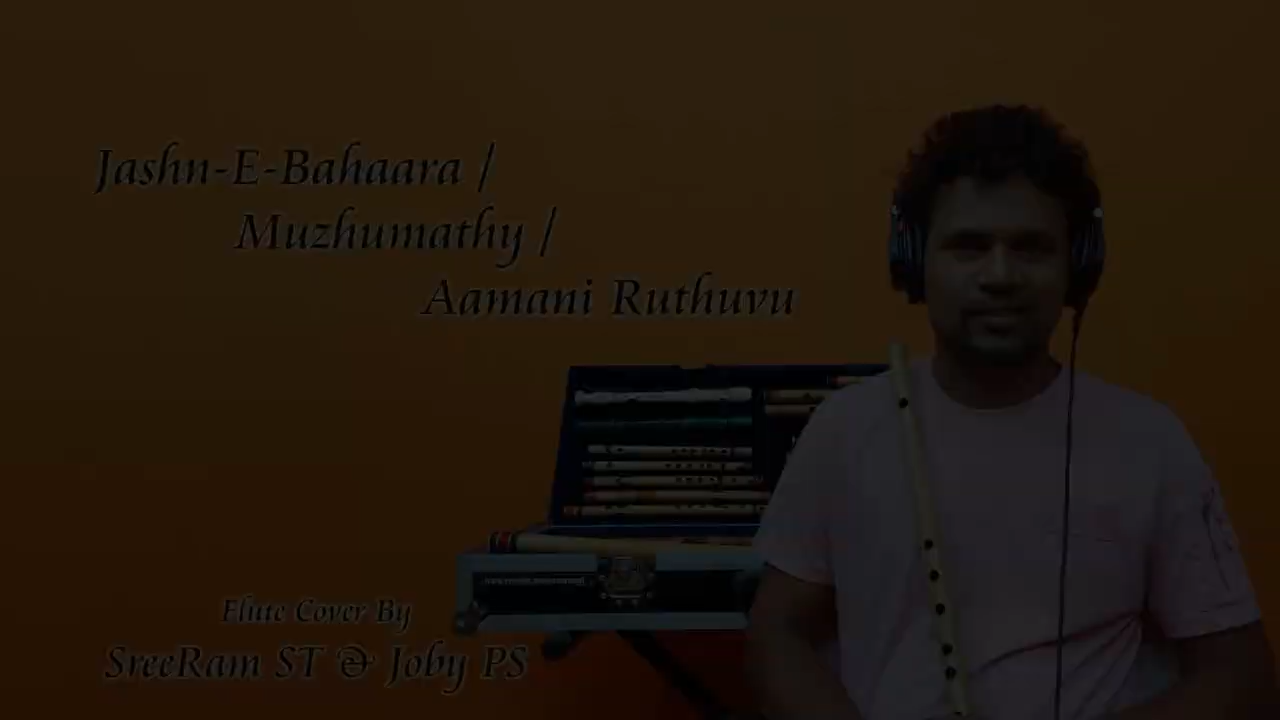 Jashn-E-Bahaara /
Muzhumathy /
Aamani Ruthuvu
Flute Cover By
SreeRam ST & Joby PS